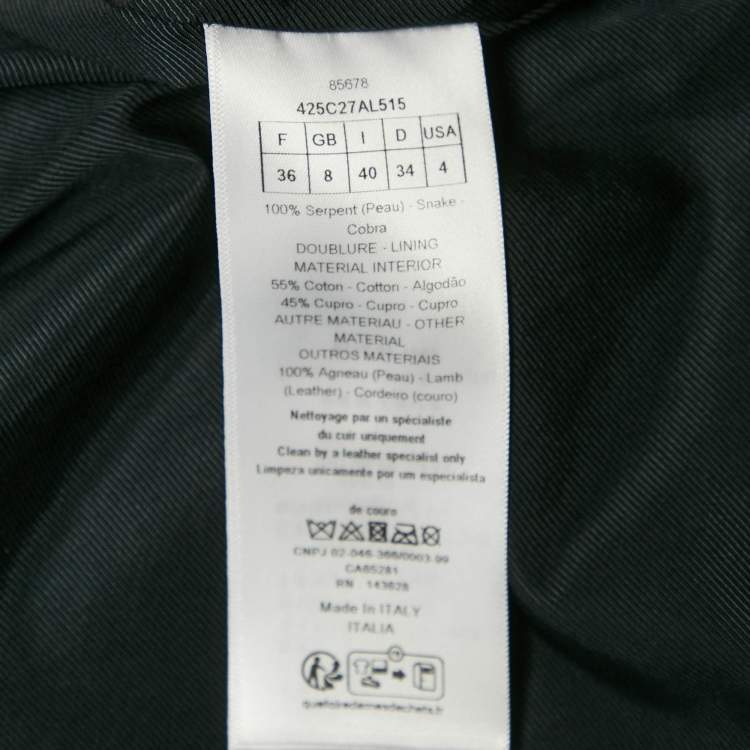 85678
425C27AL515
F GB I D USA
36 8 40 34 4
100% Serpent (Peau) - Snake -
Cobra
DOUBLURE - LINING
MATERIAL INTERIOR
55% Coton - Cotton - Algodão
45% Cupro - Cupro - Cupro
AUTRE MATERIAU - OTHER
MATERIAL
OUTROS MATERIAIS
100% Agneau (Peau) - Lamb
(Leather) - Cordeiro (couro)
Nettoyage par un spécialiste
du cuir uniquement
Clean by a leather specialist only
Limpeza unicamente por um especialista
de couro
CNPJ 02-046-366/0003-99
CA05281
RN : 143628
Made In ITALY
ITALIA
quefairedemesdechets.fr